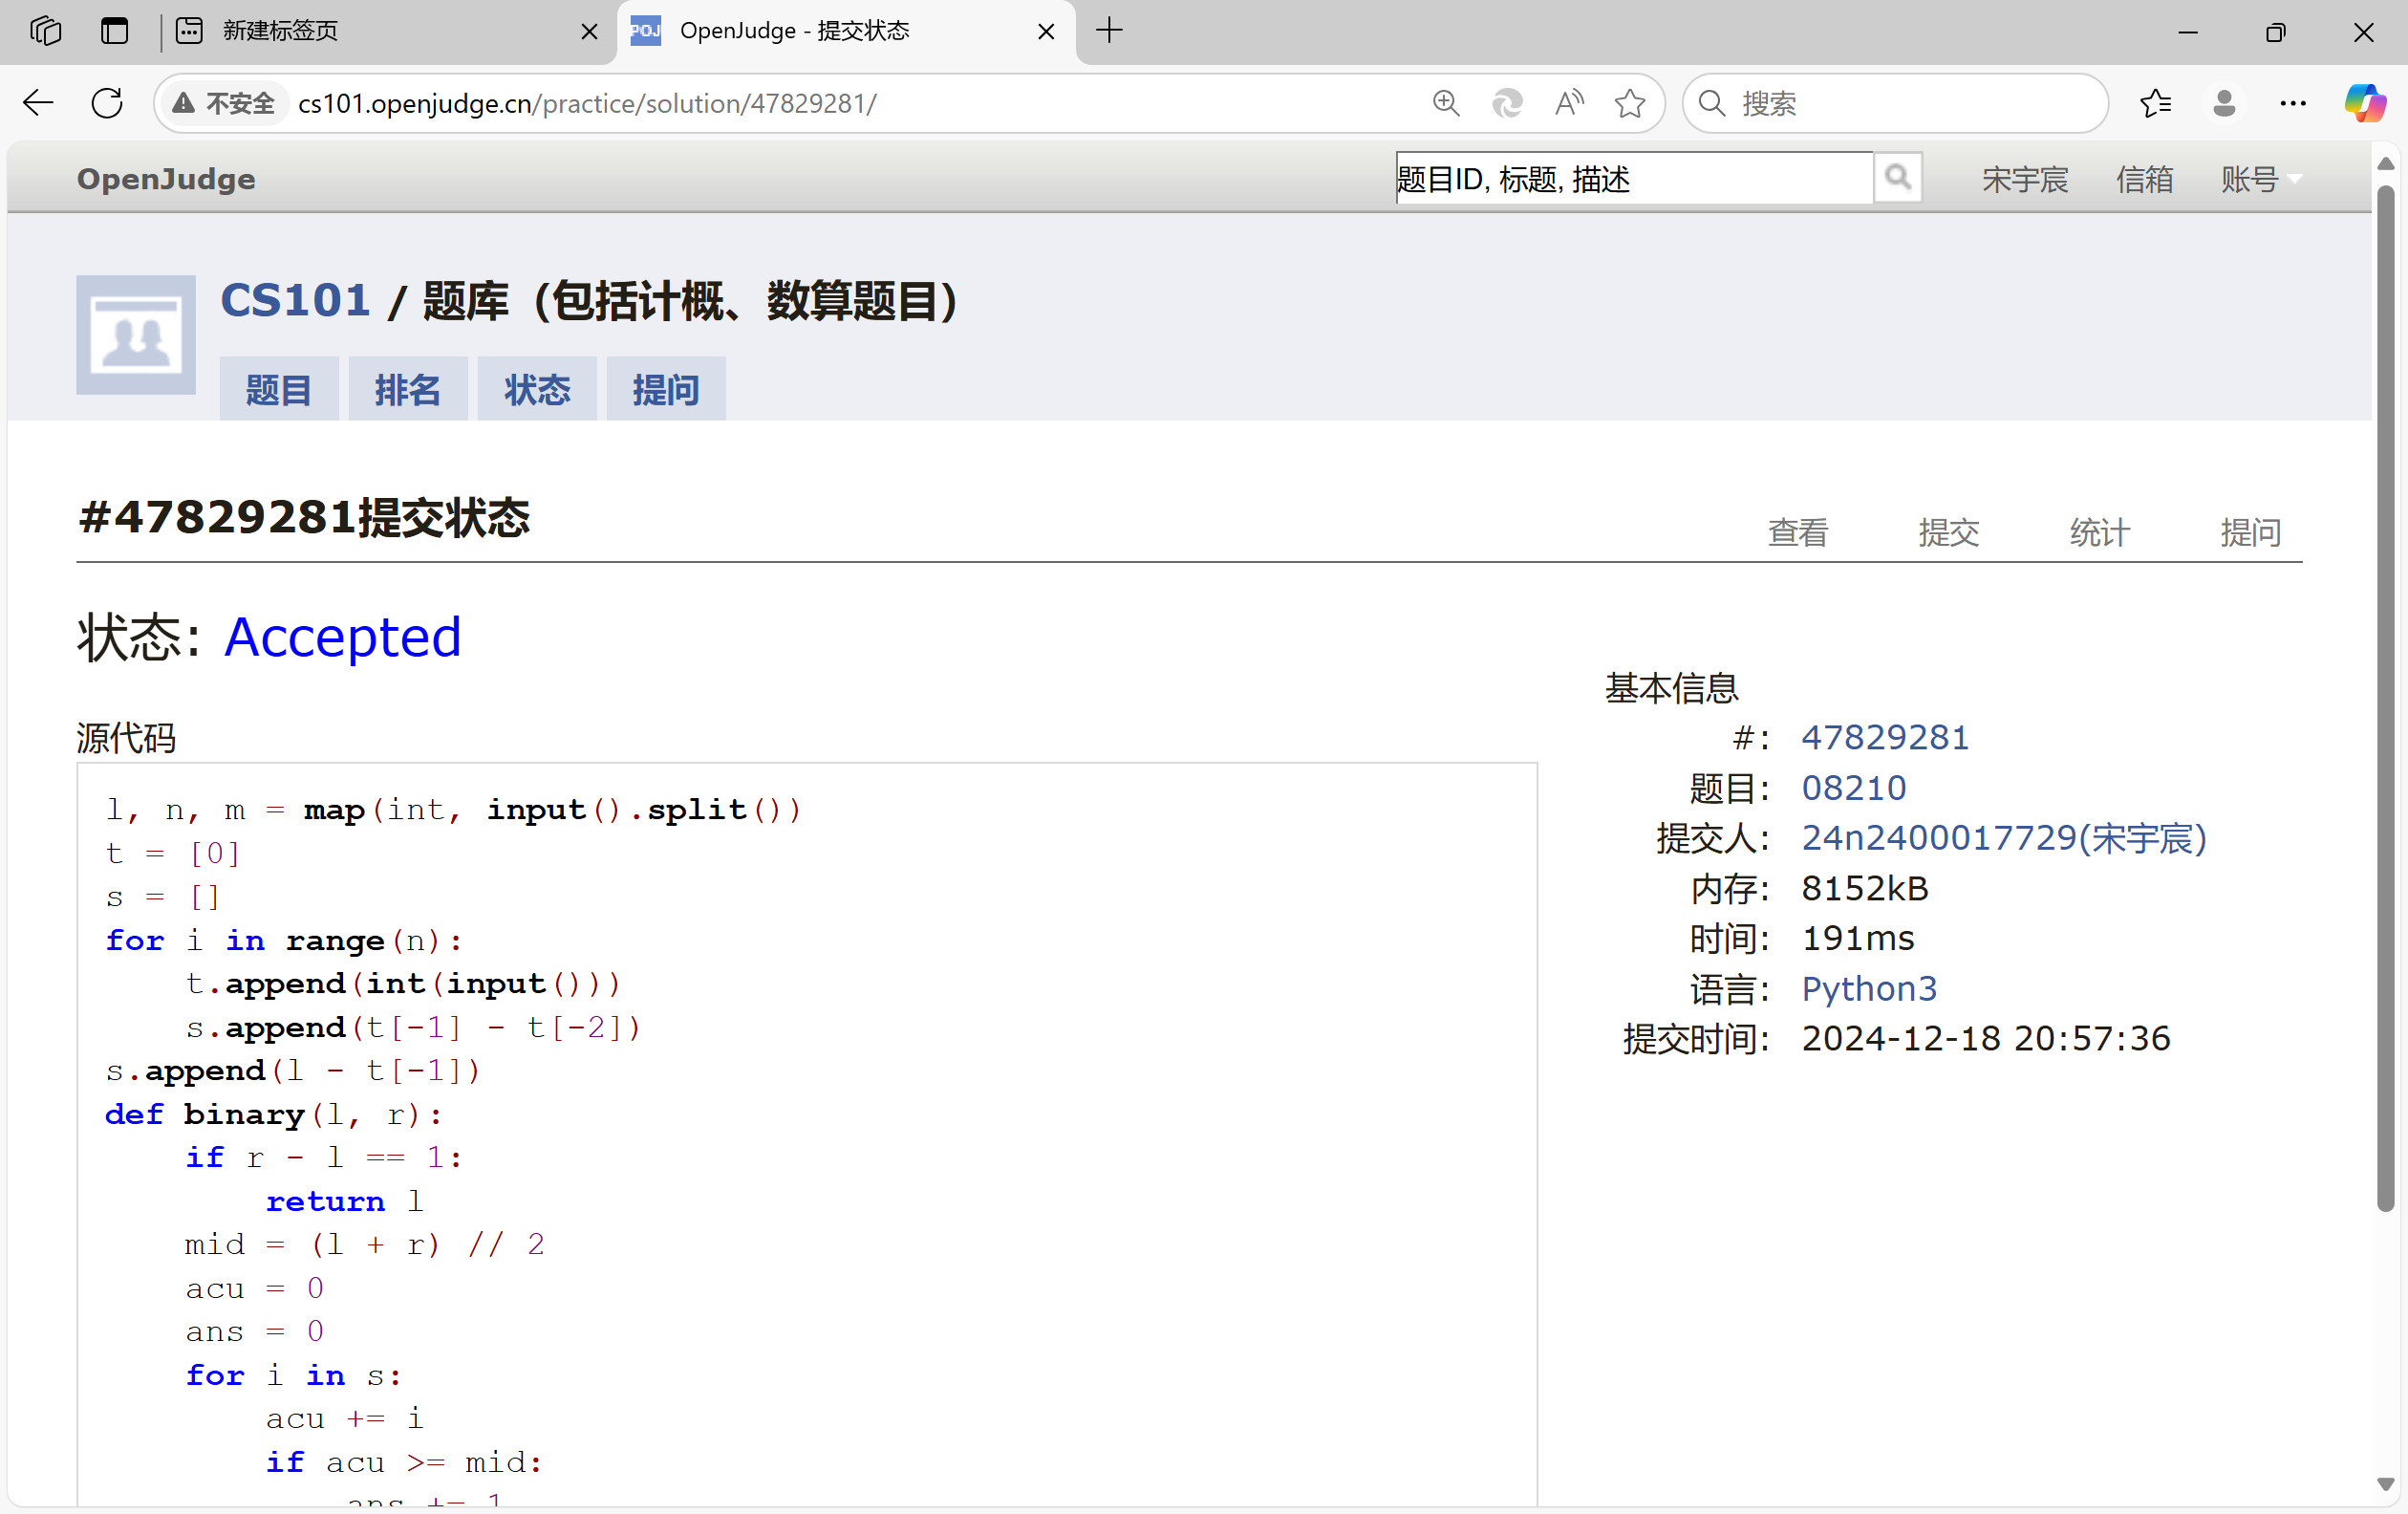 新建标签页
POJ OpenJudge - 提交状态
不安全 cs101.openjudge.cn/practice/solution/47829281/
搜索
OpenJudge
题目ID, 标题, 描述
宋宇宸 信箱 账号
CS101 / 题库（包括计概、数算题目）
题目 排名 状态 提问
#47829281提交状态
查看 提交 统计 提问
状态: Accepted
源代码
l, n, m = map(int, input().split())
t = [0]
s = []
for i in range(n):
    t.append(int(input()))
    s.append(t[-1] - t[-2])
s.append(l - t[-1])
def binary(l, r):
    if r - l == 1:
        return l
    mid = (l + r) // 2
    acu = 0
    ans = 0
    for i in s:
        acu += i
        if acu >= mid:
            ans += 1
基本信息
#: 47829281
题目: 08210
提交人: 24n2400017729(宋宇宸)
内存: 8152kB
时间: 191ms
语言: Python3
提交时间: 2024-12-18 20:57:36